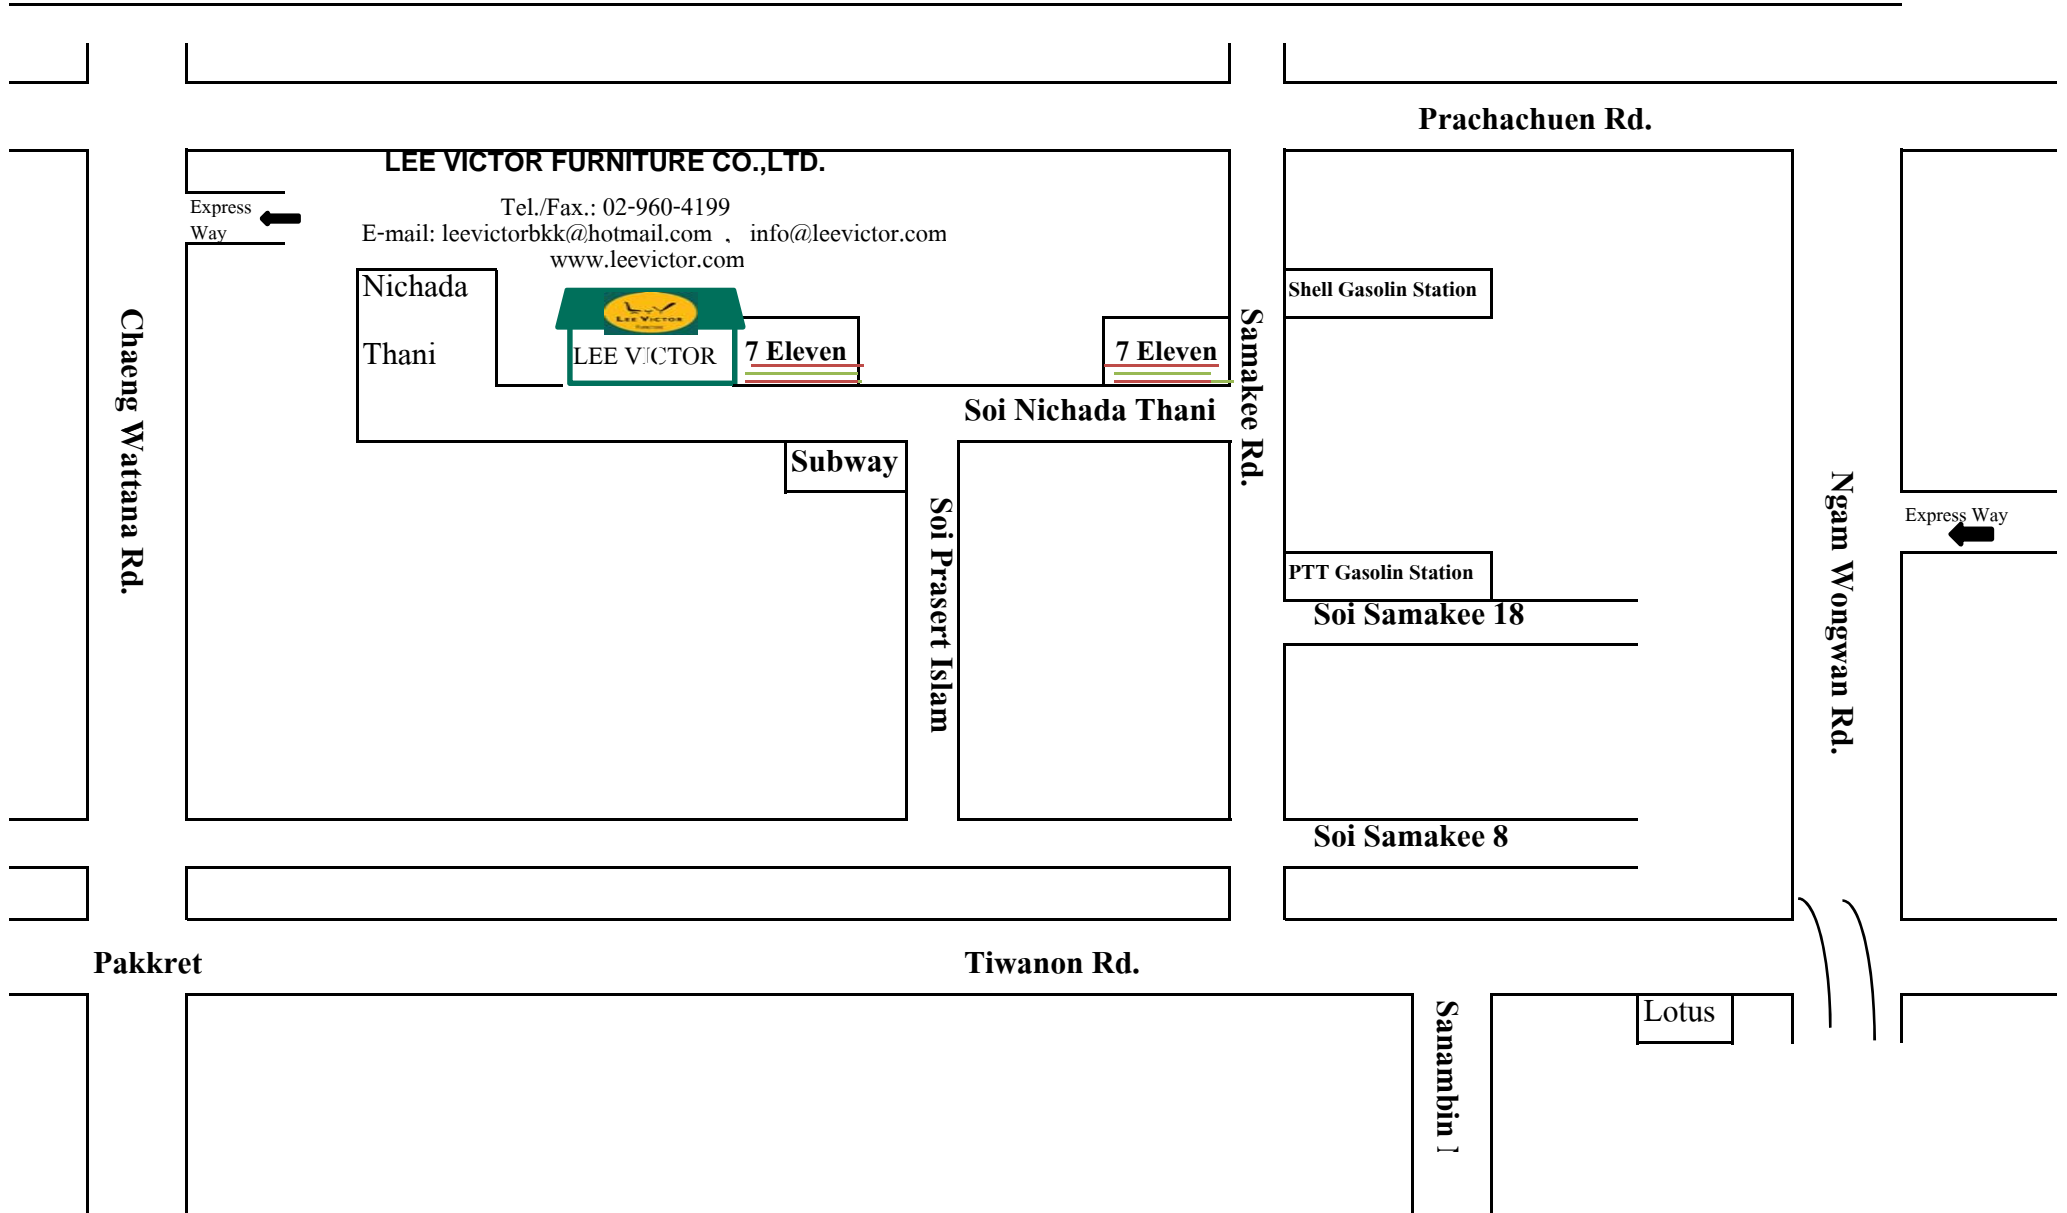 Prachachuen Rd.
LEE VICTOR FURNITURE CO.,LTD.
Tel./Fax.: 02-960-4199
E-mail: leevictorbkk@hotmail.com , info@leevictor.com
www.leevictor.com
Express
Way
Nichada
Thani
LEE VICTOR
FURNITURE
LEE VICTOR
7 Eleven
7 Eleven
Shell Gasolin Station
Chaeng Wattana Rd.
Samakee Rd.
Soi Nichada Thani
Subway
Soi Prasert Islam
Ngam Wongwan Rd.
Express Way
PTT Gasolin Station
Soi Samakee 18
Soi Samakee 8
Pakkret
Tiwanon Rd.
Sanambin
Lotus